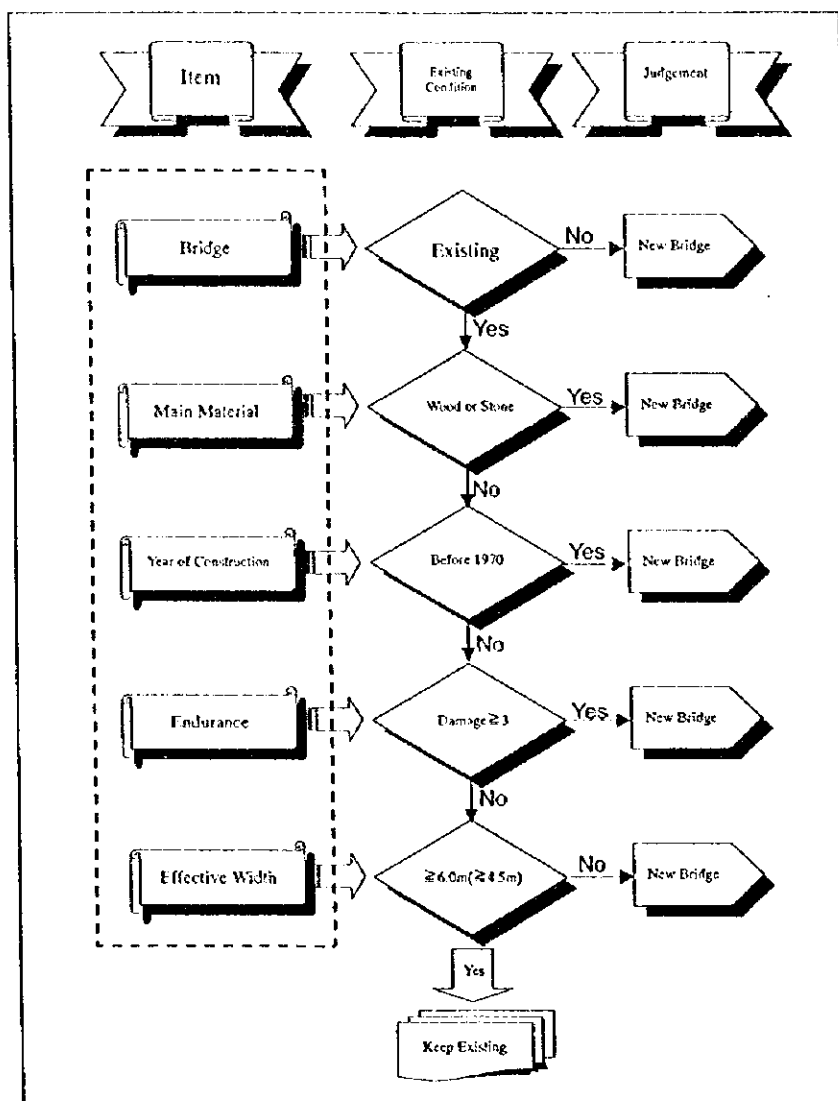 Item
Existing
Condition
Judgement
Bridge
Existing
No
New Bridge
Yes
Main Material
Wood or Stone
Yes
New Bridge
No
Year of Construction
Before 1970
Yes
New Bridge
No
Endurance
Damage≧3
Yes
New Bridge
No
Effective Width
≧6.0m(≧4.5m)
No
New Bridge
Yes
Keep Existing